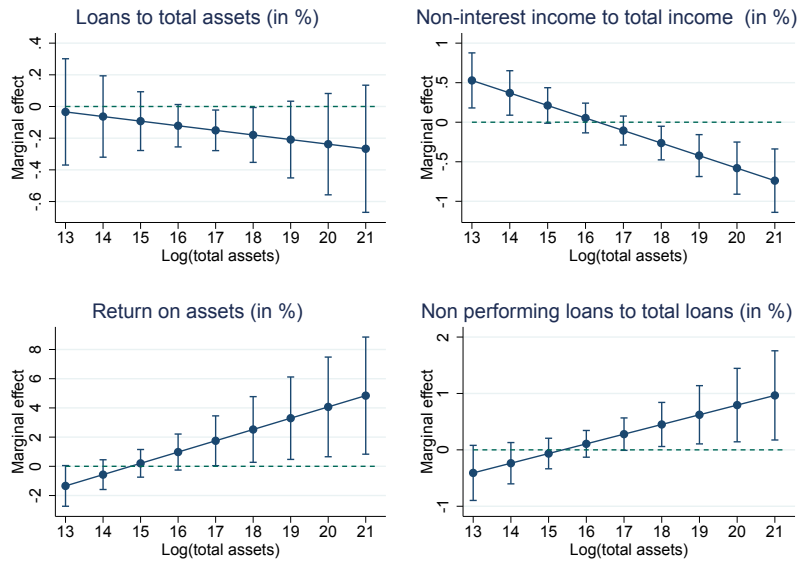 Loans to total assets (in %)
Marginal effect
.4
.2
0
-.2
-.4
-.6
13 14 15 16 17 18 19 20 21
Log(total assets)
Non-interest income to total income (in %)
Marginal effect
1
.5
0
-.5
-1
13 14 15 16 17 18 19 20 21
Log(total assets)
Return on assets (in %)
Marginal effect
8
6
4
2
0
-2
13 14 15 16 17 18 19 20 21
Log(total assets)
Non performing loans to total loans (in %)
Marginal effect
2
1
0
-1
13 14 15 16 17 18 19 20 21
Log(total assets)